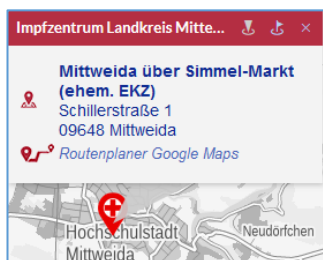 Impfzentrum Landkreis Mitte...
Mittweida über Simmel-Markt
(ehem. EKZ)
Schillerstraße 1
09648 Mittweida
Routenplaner Google Maps
Hochschulstadt
Mittweida
Neudörfchen